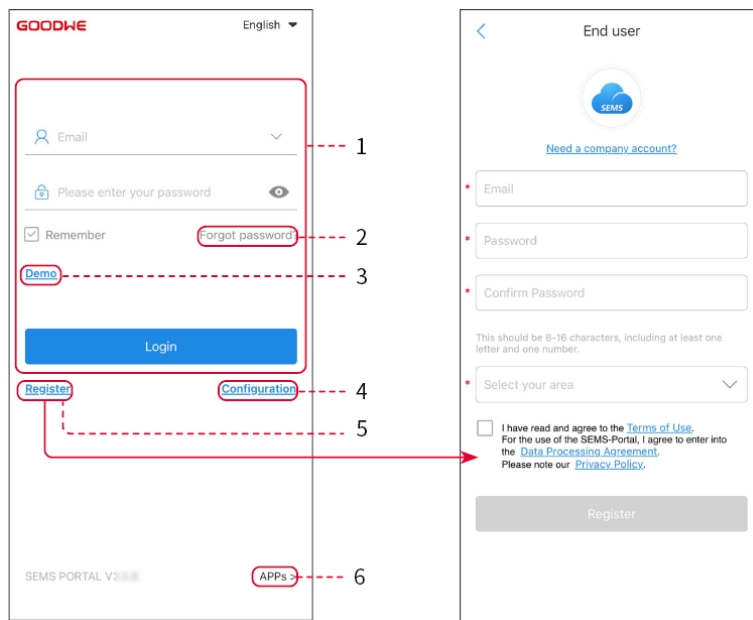 GOODWE
English
Email
1
Please enter your password
Remember
Forgot password?
2
Demo
3
Login
Register
Configuration
4
5
SEMS PORTAL
APPs >
6
End user
SEMS
Need a company account?
* Email
* Password
* Confirm Password
This should be 8-16 characters, including at least one
letter and one number.
* Select your area
I have read and agree to the Terms of Use.
For the use of the SEMS-Portal, I agree to enter into
the Data Processing Agreement.
Please note our Privacy Policy.
Register